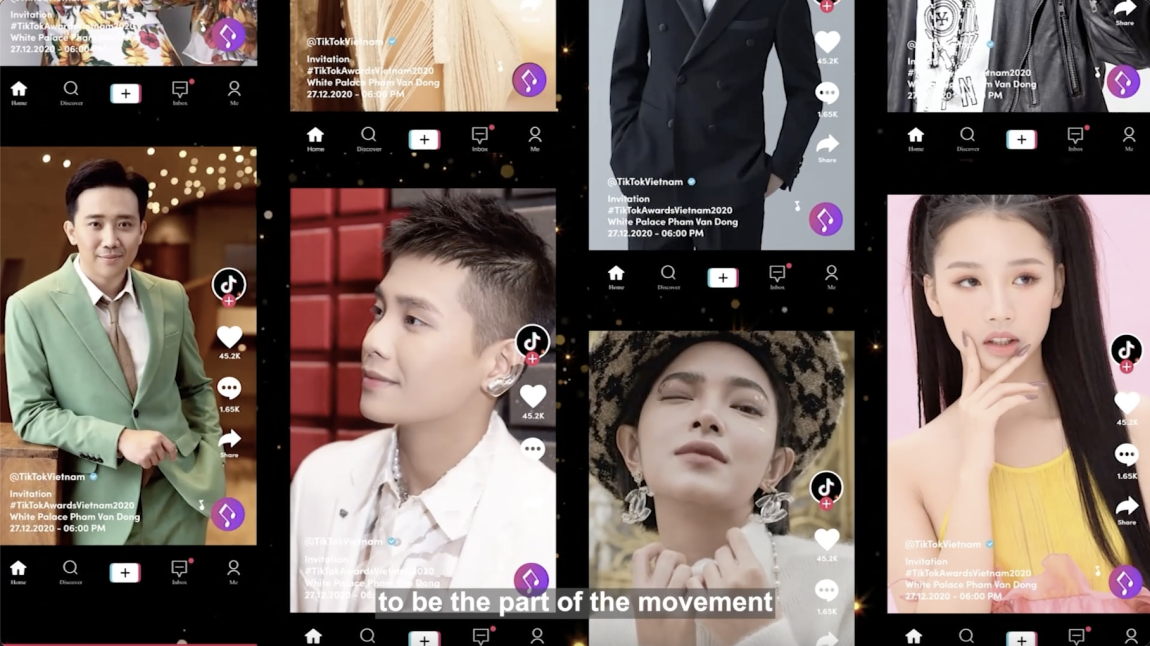 @TikTokVietnam
#TikTokAwardsVietnam2020
White Palace Pham Van Dong
27.12.2020 - 06:00 PM
Home
Discover
Inbox
Me
@TikTokVietnam
Invitation
#TikTokAwardsVietnam2020
White Palace Pham Van Dong
27.12.2020 - 06:00 PM
Home
Discover
Inbox
Me
45.2K
1.65K
Share
@TikTokVietnam
Invitation
#TikTokAwardsVietnam2020
White Palace Pham Van Dong
27.12.2020 - 06:00 PM
Home
Discover
Inbox
Me
Share
@TikTokVietnam
Invitation
#TikTokAwardsVietnam2020
White Palace Pham Van Dong
27.12.2020 - 06:00 PM
Home
Discover
Inbox
Me
45.2K
1.65K
Share
@TikTokVietnam
Invitation
#TikTokAwardsVietnam2020
White Palace Pham Van Dong
27.12.2020 - 06:00 PM
Home
Discover
Inbox
Me
45.2K
@TikTokVietnam
Invitation
#TikTokAwardsVietnam2020
White Palace Pham Van Dong
45.2K
1.65K
45.2K
1.65K
Share
@TikTokVietnam
Invitation
#TikTokAwardsVietnam2020
White Palace Pham Van Dong
27.12.2020 - 06:00 PM
to be the part of the movement